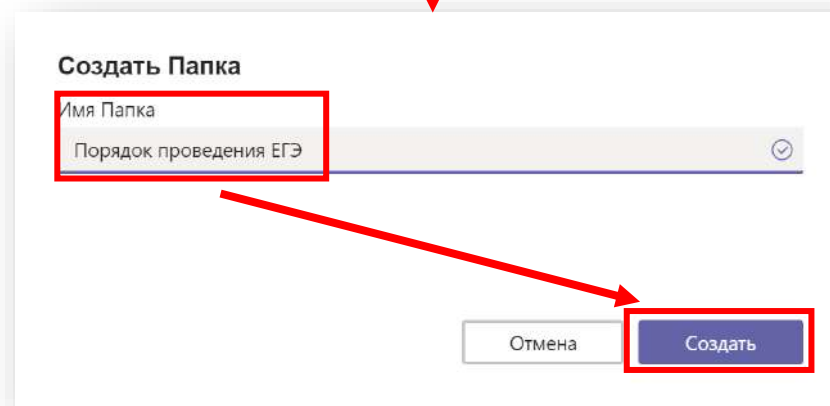 Создать Папка
Имя Папка
Порядок проведения ЕГЭ
Отмена
Создать